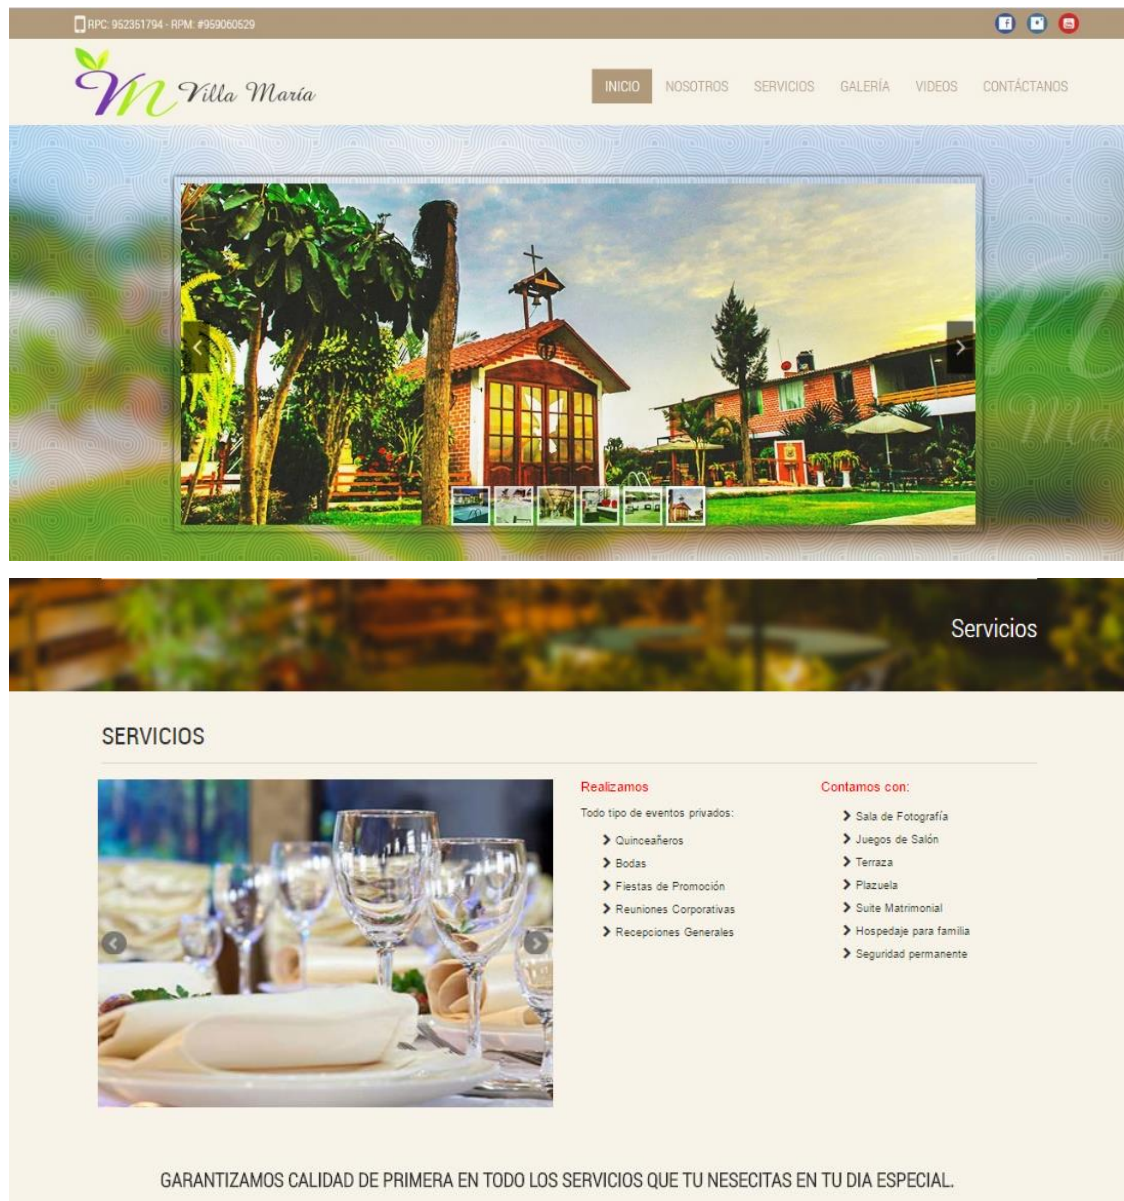 RPC: 952351794 - RPM: #959060529
Villa María
INICIO NOSOTROS SERVICIOS GALERÍA VIDEOS CONTÁCTANOS
Servicios
SERVICIOS
Realizamos
Todo tipo de eventos privados:
Quinceañeros
Bodas
Fiestas de Promoción
Reuniones Corporativas
Recepciones Generales
Contamos con:
Sala de Fotografía
Juegos de Salón
Terraza
Plazuela
Suite Matrimonial
Hospedaje para familia
Seguridad permanente
GARANTIZAMOS CALIDAD DE PRIMERA EN TODO LOS SERVICIOS QUE TU NESECITAS EN TU DIA ESPECIAL.